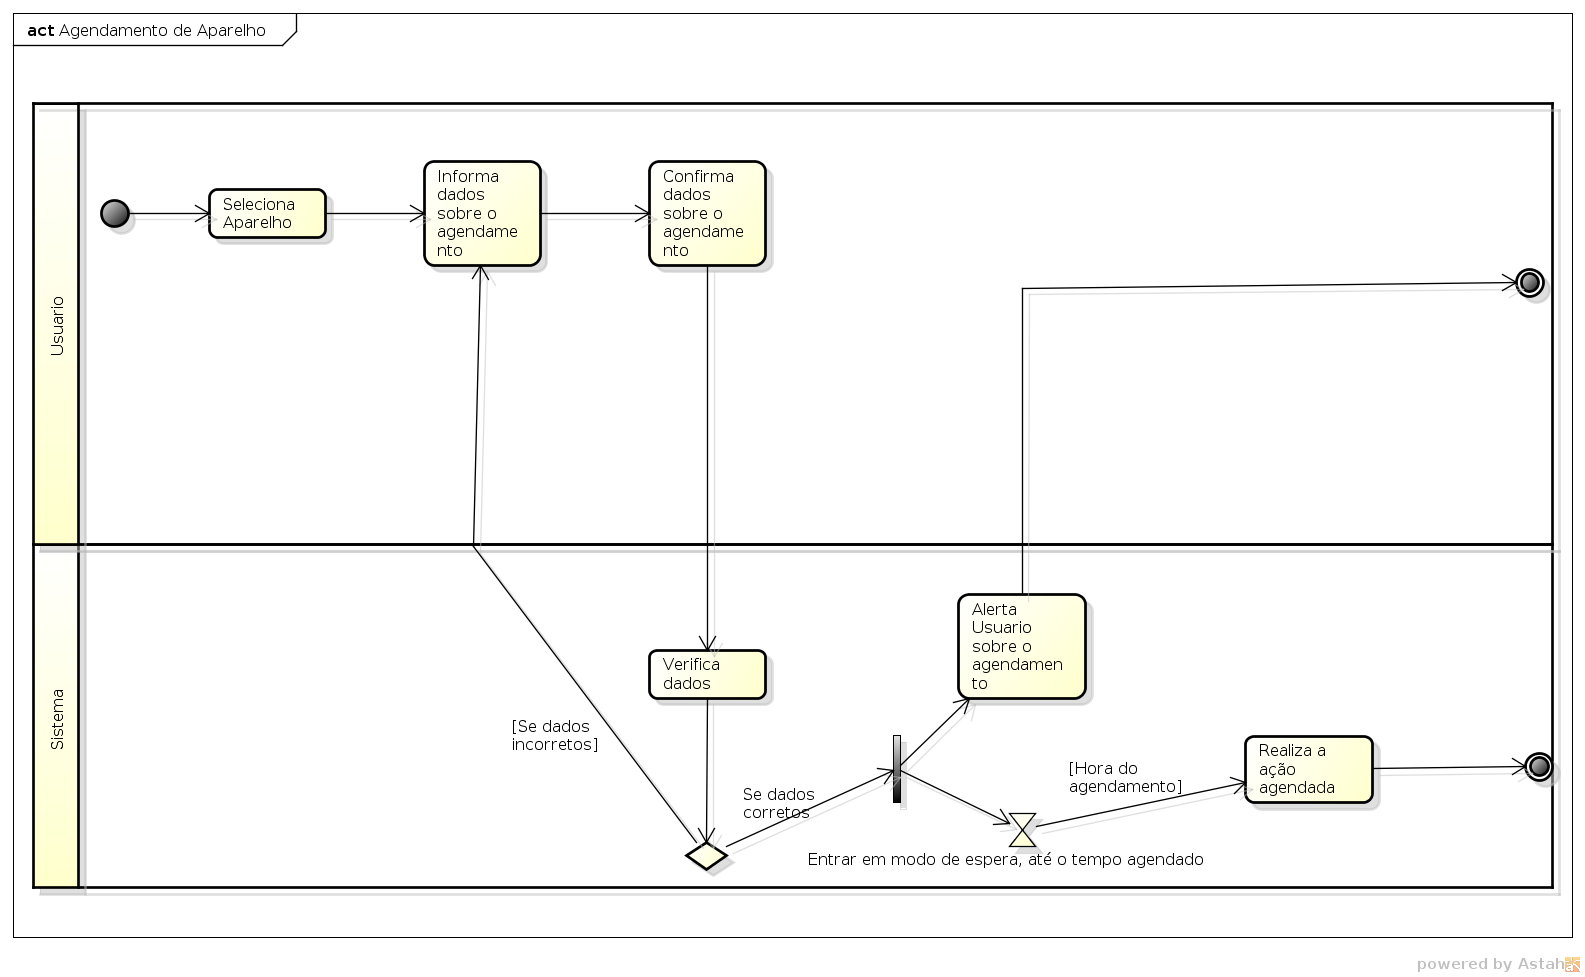 act Agendamento de Aparelho
Usuario
Seleciona
Aparelho
Informa
dados
sobre o
agendame
nto
Confirma
dados
sobre o
agendame
nto
Sistema
Verifica
dados
[Se dados
incorretos]
Se dados
corretos
Alerta
Usuario
sobre o
agendamen
to
[Hora do
agendamento]
Realiza a
ação
agendada
Entrar em modo de espera, até o tempo agendado
powered by Astah